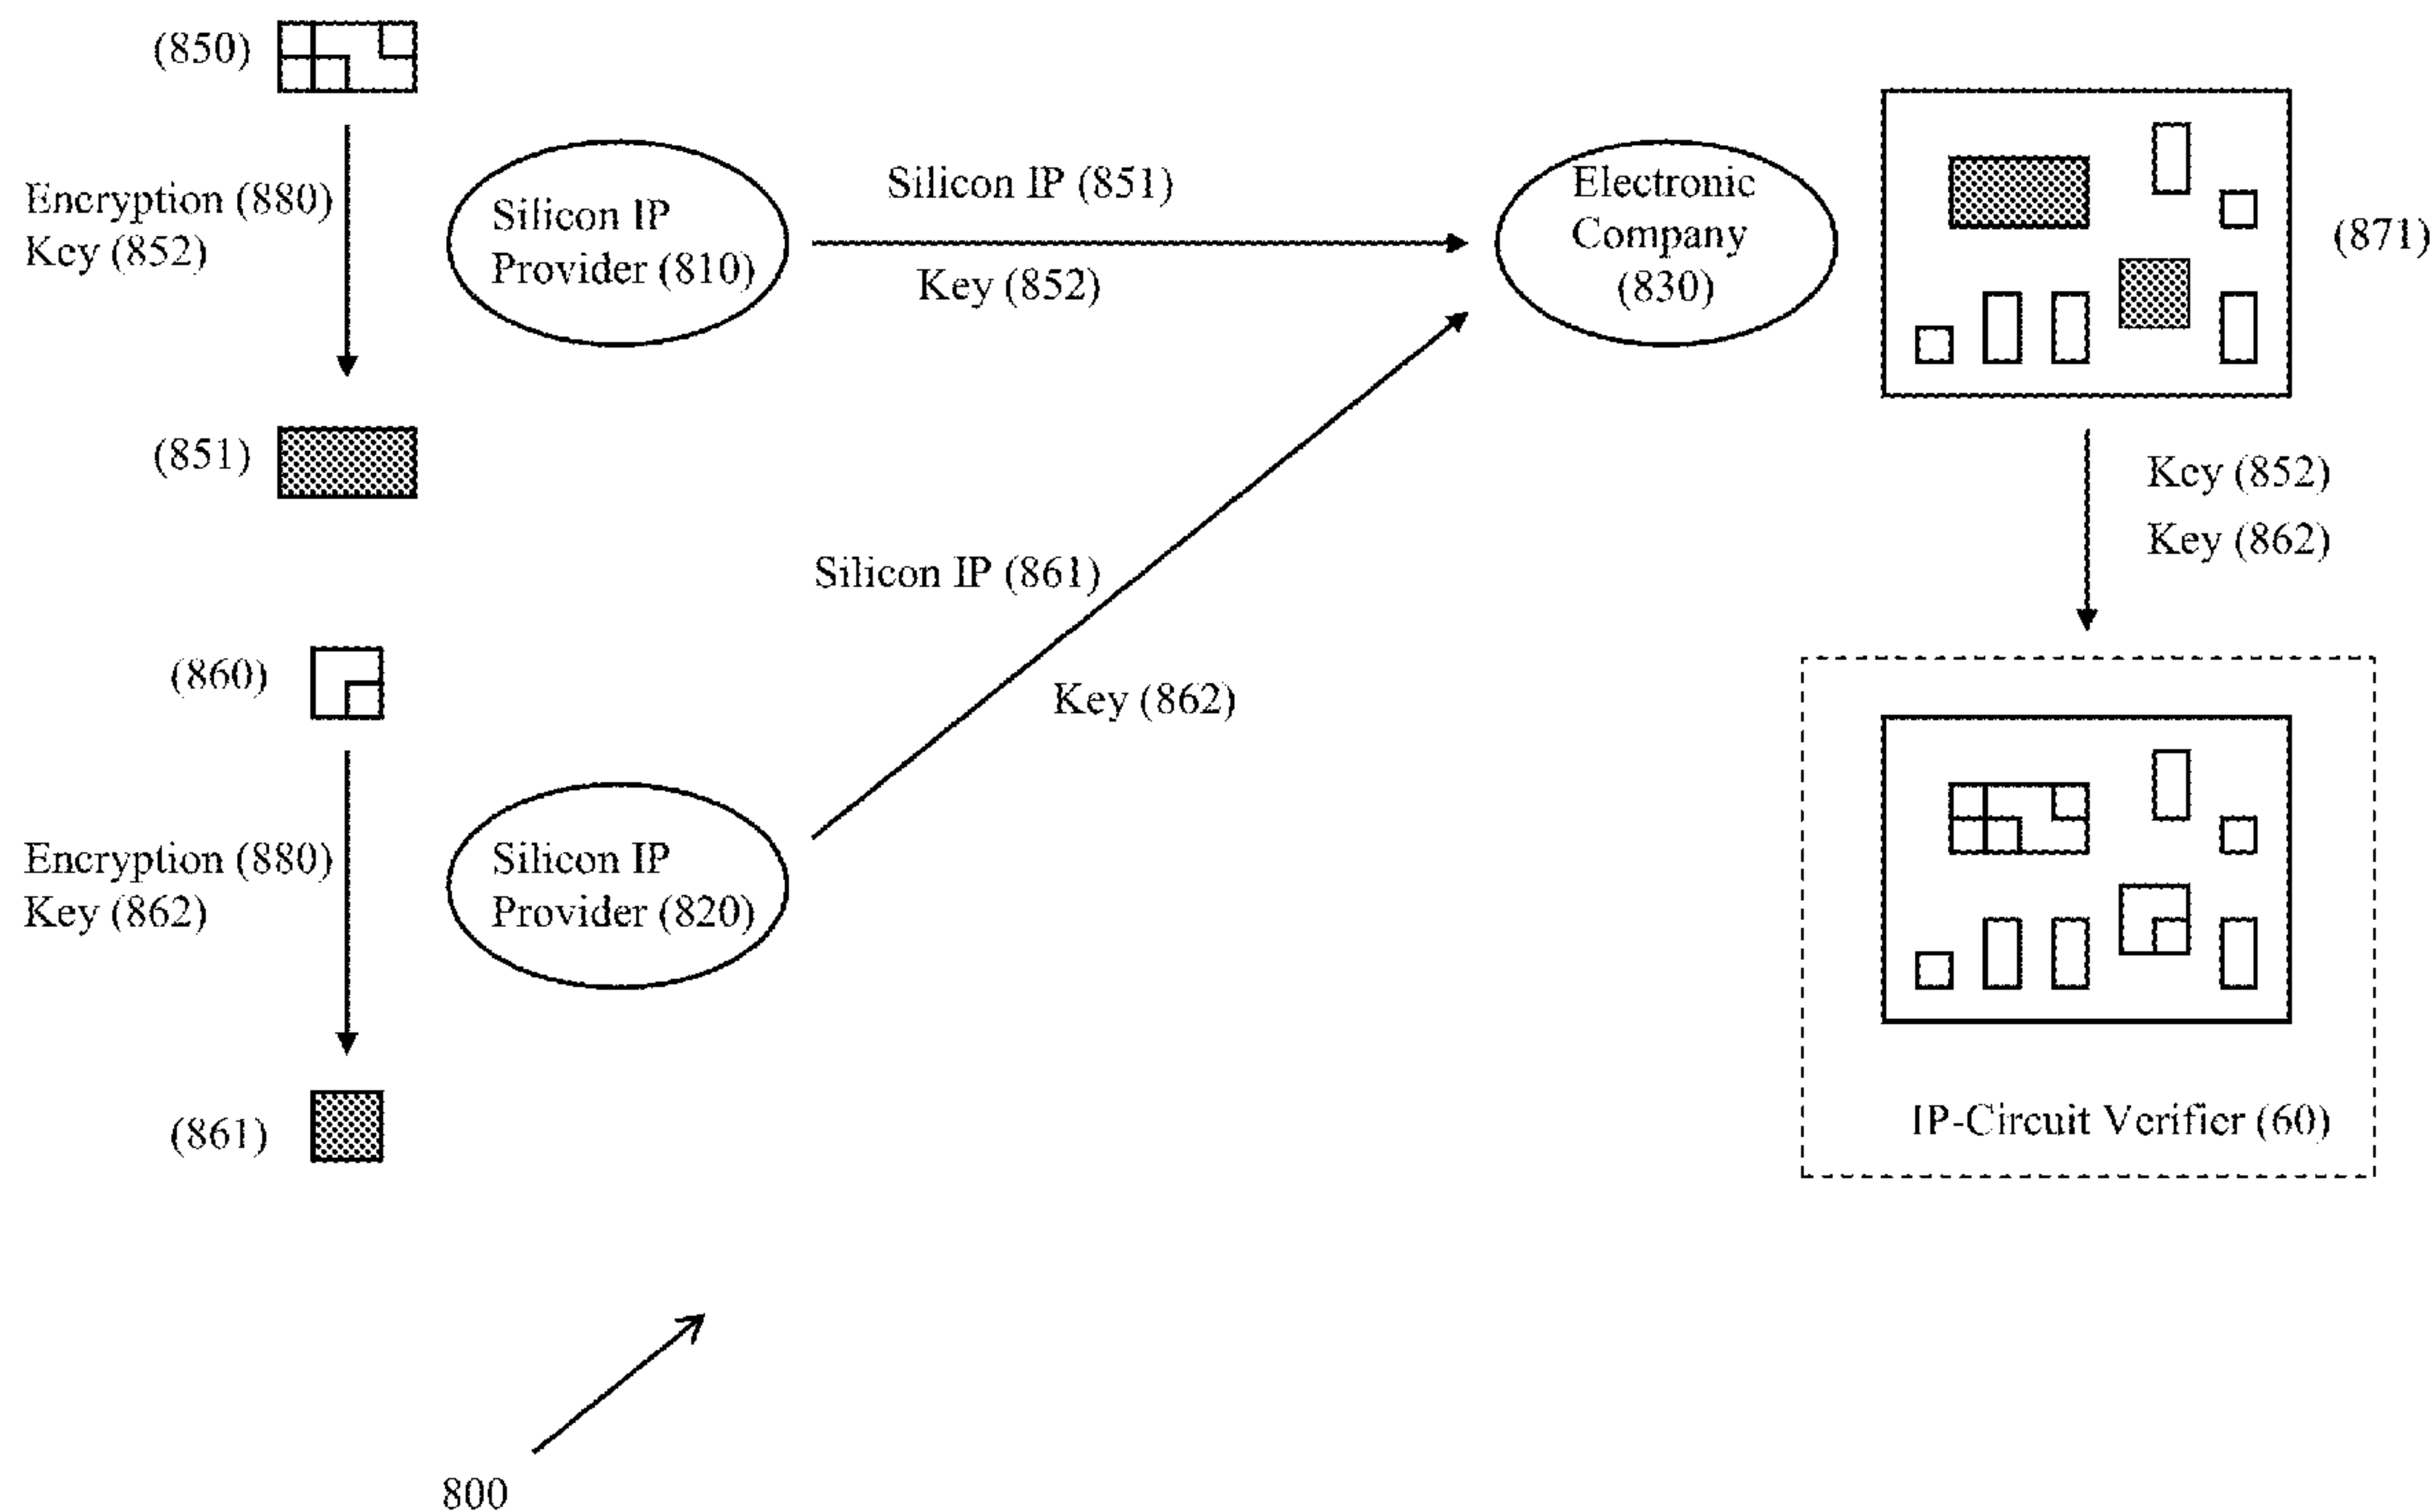 (850)
Encryption (880)
Key (852)
(851)
Silicon IP
Provider (810)
Silicon IP (851)
Key (852)
Electronic
Company
(830)
(871)
Key (852)
Key (862)
(860)
Encryption (880)
Key (862)
(861)
Silicon IP
Provider (820)
Silicon IP (861)
Key (862)
IP-Circuit Verifier (60)
800